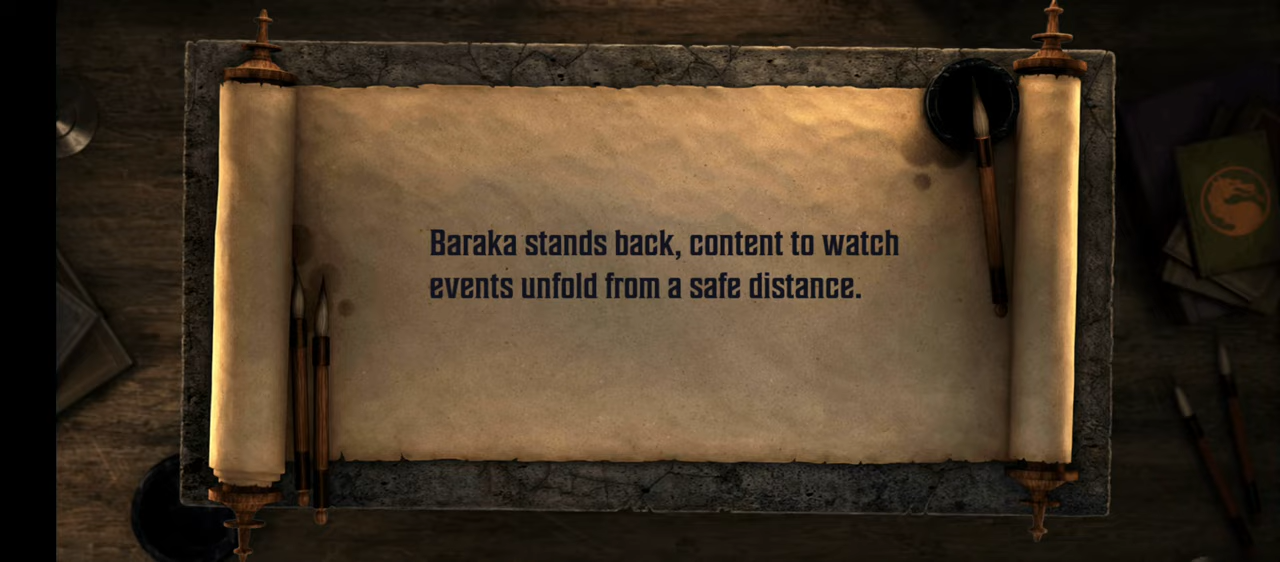 Baraka stands back, content to watch
events unfold from a safe distance.